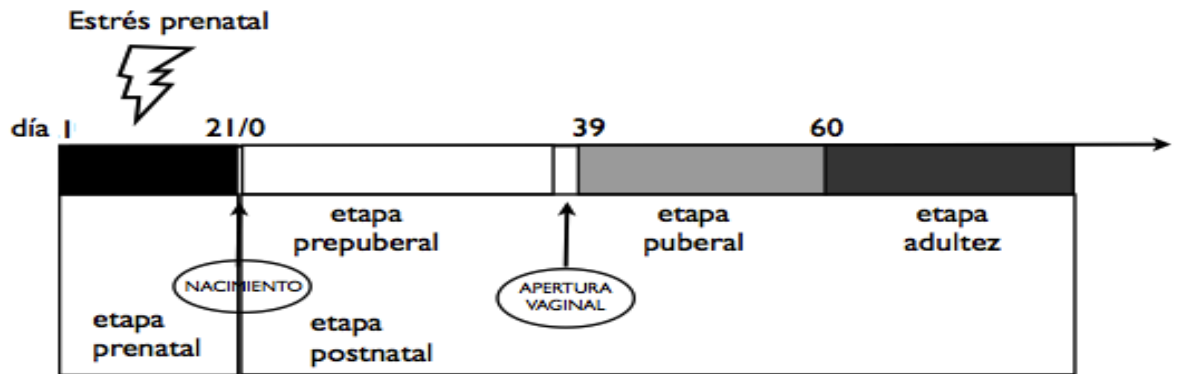 Estrés prenatal
día 1 21/0 39 60
etapa prepuberal
etapa puberal
etapa adultez
NACIMIENTO
APERTURA VAGINAL
etapa prenatal
etapa postnatal